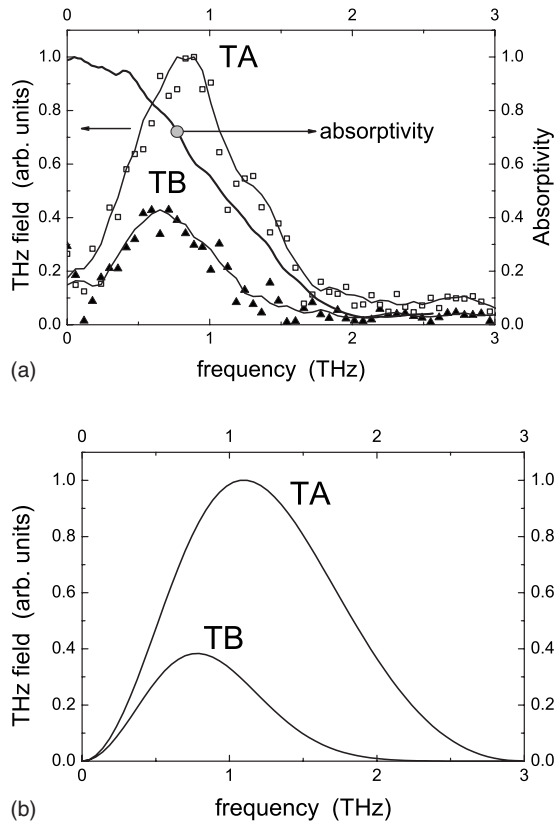 0 1 2 3
1.0 TA 1.0
0.8 0.8
absorptivity
0.6 0.6
TB
0.4 0.4
0.2 0.2
0.0 0.0
0 1 2 3
THz field (arb. units)
Absorptivity
(a) frequency (THz)
0 1 2 3
1.0 TA 1.0
0.8 0.8
0.6 0.6
TB
0.4 0.4
0.2 0.2
0.0 0.0
0 1 2 3
THz field (arb. units)
(b) frequency (THz)